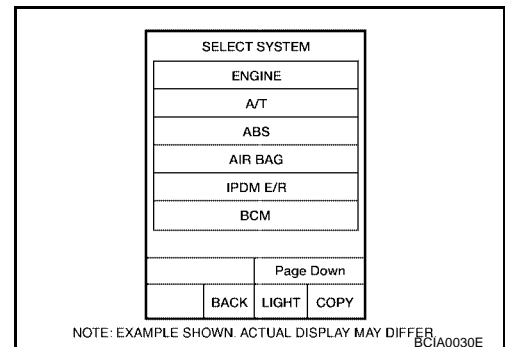 SELECT SYSTEM
ENGINE
A/T
ABS
AIR BAG
IPDM E/R
BCM
Page Down
BACK LIGHT COPY
NOTE: EXAMPLE SHOWN. ACTUAL DISPLAY MAY DIFFER
BCIA0030E